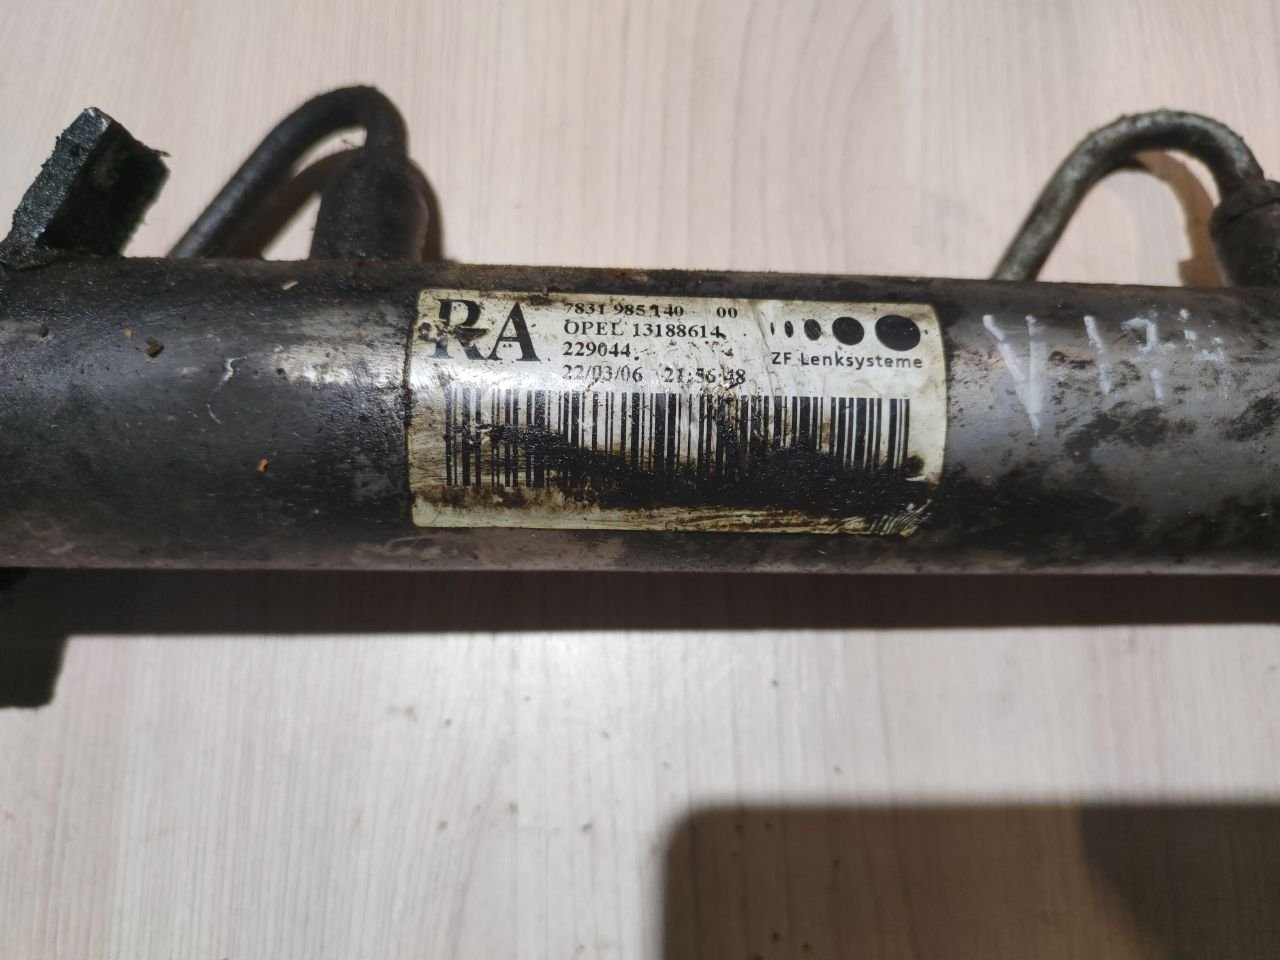 RA
7831 985 140 00
OPEL 13188614
229044
22/03/06 21:56:48
ZF Lenksysteme